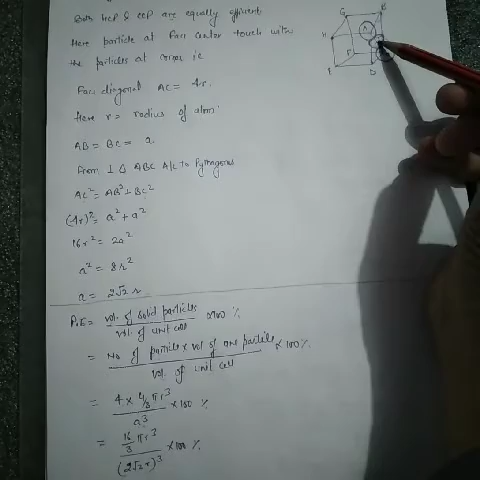 Both HCP & CCP are equally efficient
Here particle at Face center touch with
the particles at corner ie
Face diagonal AC = 4r.
Here r = radius of atom
AB = BC = a
From ⊥ △ ABC A/c to Pythagoras
AC² = AB² + BC²
(4r)² = a² + a²
16r² = 2a²
a² = 8r²
a = 2√2 r
P.E = vol. of solid particles / vol. of unit cell × 100 %
= No of particle × vol of one particle / vol. of unit cell × 100 %
= 4 × 4/3 πr³ / a³ × 100 %
= 16/3 πr³ / (2√2 r)³ × 100 %
G
B
H
F
E
D